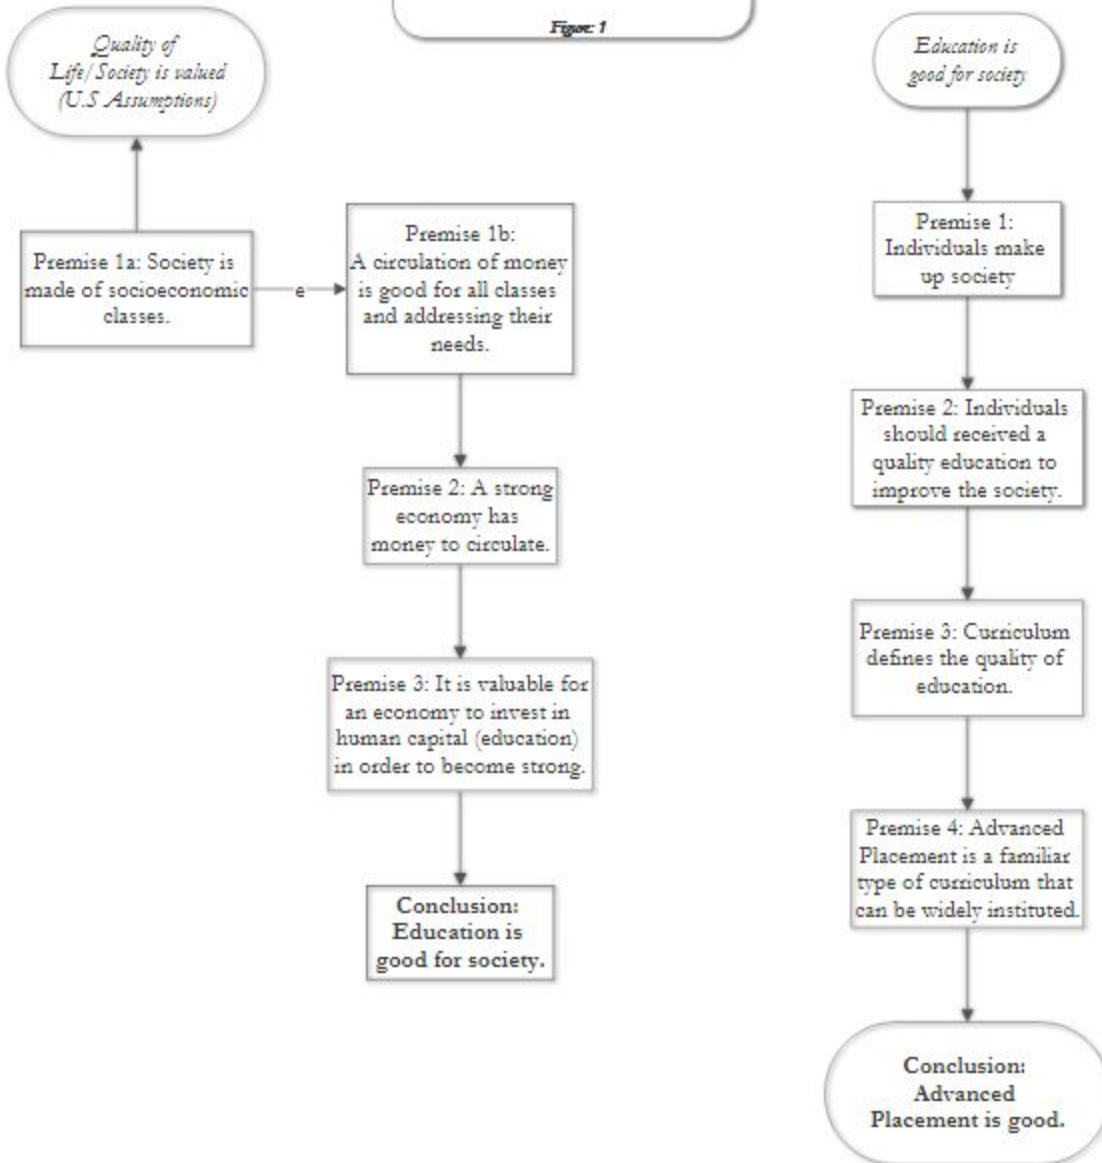 Figure: 1
Quality of
Life/Society is valued
(U.S Assumptions)
Premise 1a: Society is
made of socioeconomic
classes.
e
Premise 1b:
A circulation of money
is good for all classes
and addressing their
needs.
Premise 2: A strong
economy has
money to circulate.
Premise 3: It is valuable for
an economy to invest in
human capital (education)
in order to become strong.
Conclusion:
Education is
good for society.
Education is
good for society
Premise 1:
Individuals make
up society
Premise 2: Individuals
should received a
quality education to
improve the society.
Premise 3: Curriculum
defines the quality of
education.
Premise 4: Advanced
Placement is a familiar
type of curriculum that
can be widely instituted.
Conclusion:
Advanced
Placement is good.